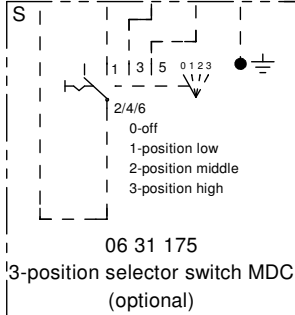 S
1 3 5 0 1 2 3
2/4/6
0-off
1-position low
2-position middle
3-position high
06 31 175
3-position selector switch MDC
(optional)